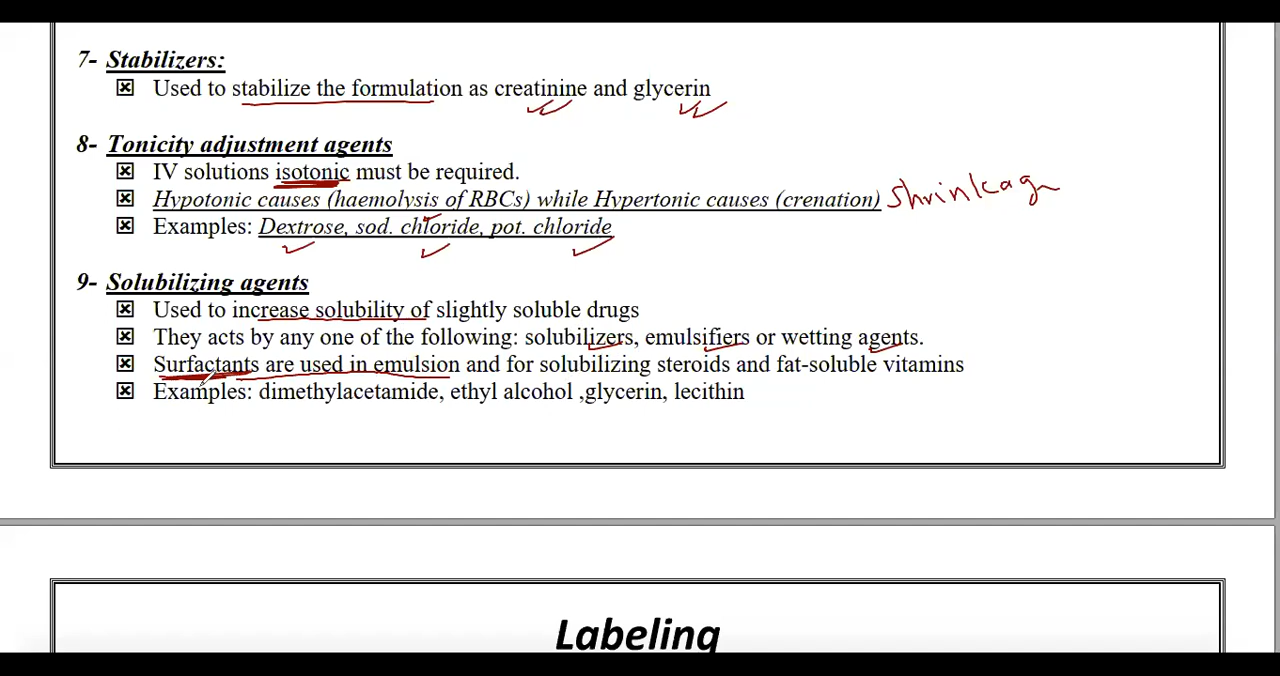 7- Stabilizers:
Used to stabilize the formulation as creatinine and glycerin
8- Tonicity adjustment agents
IV solutions isotonic must be required.
Hypotonic causes (haemolysis of RBCs) while Hypertonic causes (crenation) Shrinkag
Examples: Dextrose, sod. chloride, pot. chloride
9- Solubilizing agents
Used to increase solubility of slightly soluble drugs
They acts by any one of the following: solubilizers, emulsifiers or wetting agents.
Surfactants are used in emulsion and for solubilizing steroids and fat-soluble vitamins
Examples: dimethylacetamide, ethyl alcohol ,glycerin, lecithin
Labeling